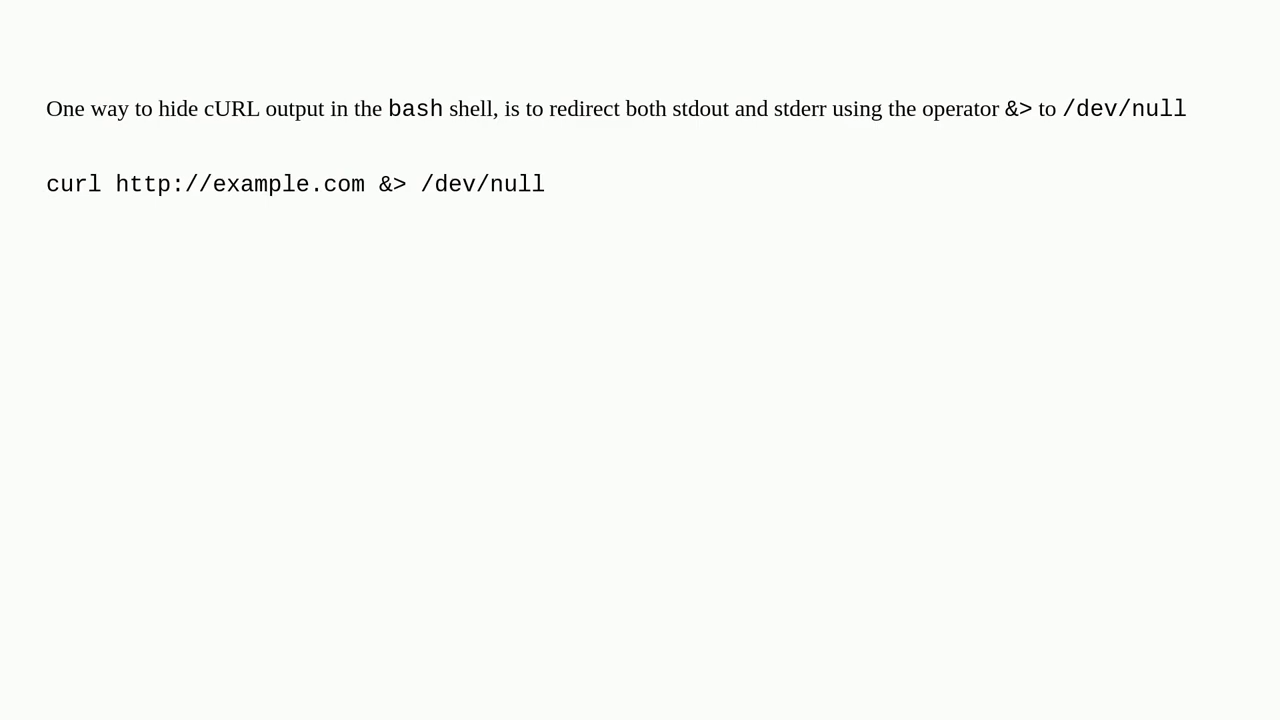 One way to hide cURL output in the bash shell, is to redirect both stdout and stderr using the operator &> to /dev/null
curl http://example.com &> /dev/null